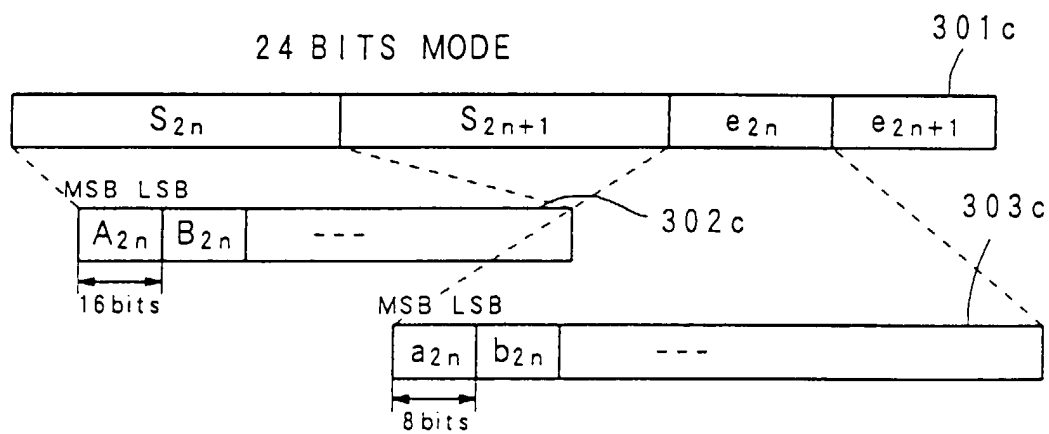 24 BITS MODE
301c
S2n S2n+1 e2n e2n+1
MSB LSB
302c
303c
A2n B2n ---
16bits
MSB LSB
a2n b2n ---
8bits